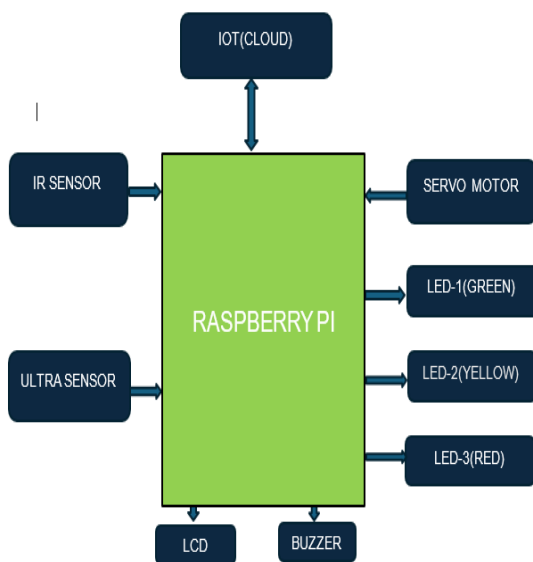 IOT(CLOUD)
IR SENSOR
SERVO MOTOR
RASPBERRY PI
LED-1(GREEN)
ULTRA SENSOR
LED-2(YELLOW)
LED-3(RED)
LCD
BUZZER